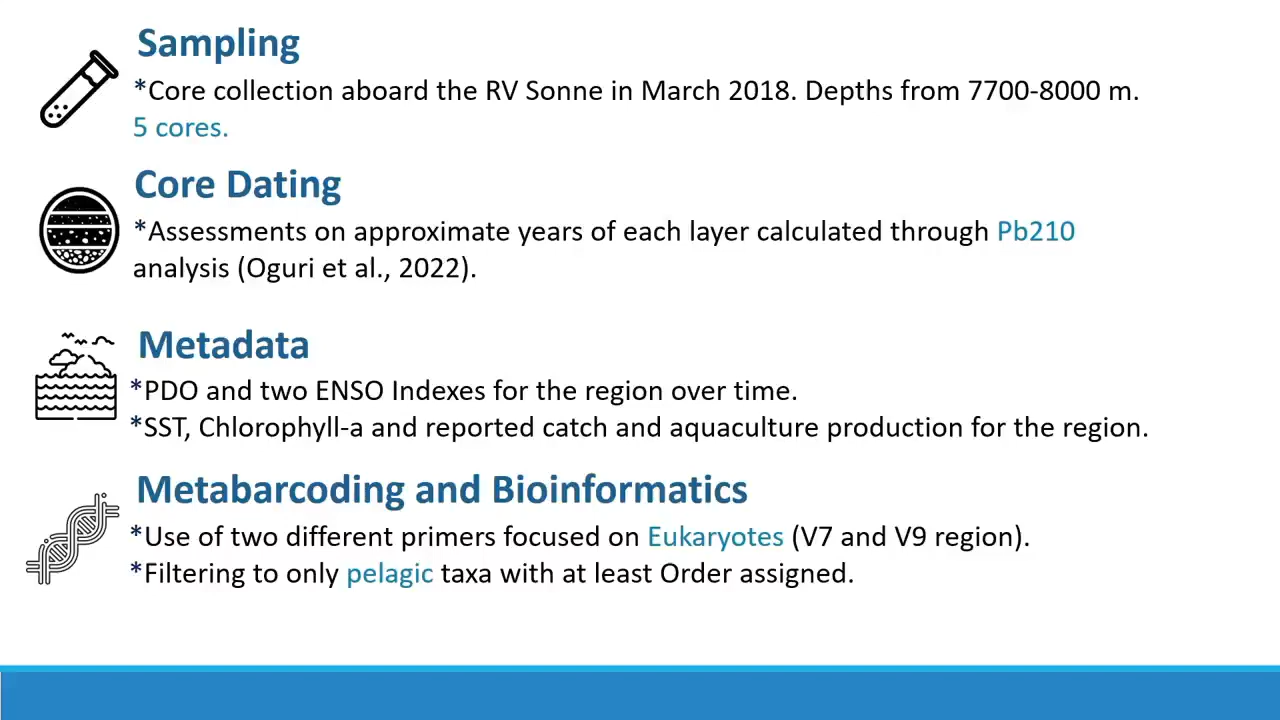 Sampling
*Core collection aboard the RV Sonne in March 2018. Depths from 7700-8000 m.
5 cores.
Core Dating
*Assessments on approximate years of each layer calculated through Pb210
analysis (Oguri et al., 2022).
Metadata
*PDO and two ENSO Indexes for the region over time.
*SST, Chlorophyll-a and reported catch and aquaculture production for the region.
Metabarcoding and Bioinformatics
*Use of two different primers focused on Eukaryotes (V7 and V9 region).
*Filtering to only pelagic taxa with at least Order assigned.